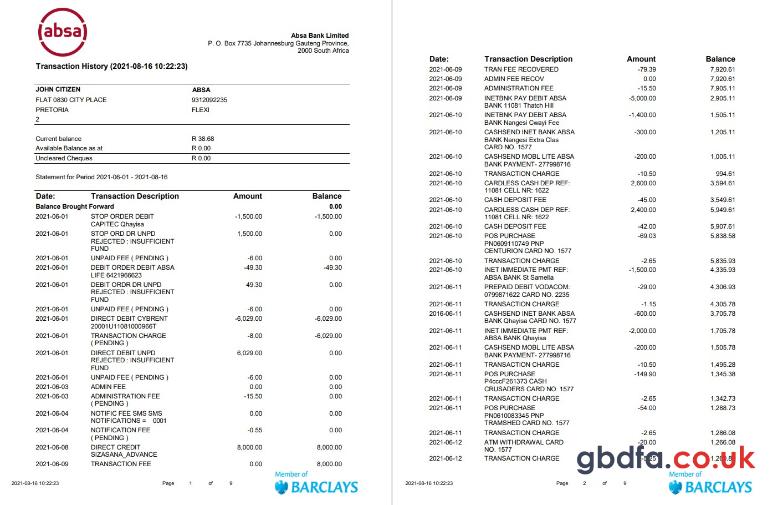 absa
Absa Bank Limited
P. O. Box 7735 Johannesburg Gauteng Province,
2000 South Africa
Transaction History (2021-08-16 10:22:23)
JOHN CITIZEN ABSA
FLAT 0830 CITY PLACE 9312092235
PRETORIA FLEXI
2
Current balance R 38.68
Available Balance as at R 0.00
Uncleared Cheques R 0.00
Statement for Period 2021-06-01 - 2021-08-16
Date: Transaction Description Amount Balance
Balance Brought Forward 0.00
2021-06-01 STOP ORDER DEBIT -1,500.00 -1,500.00
CAPITEC Qhayisa
2021-06-01 STOP ORD DR UNPD 1,500.00 0.00
REJECTED : INSUFFICIENT
FUND
2021-06-01 UNPAID FEE ( PENDING ) -6.00 0.00
2021-06-01 DEBIT ORDER DEBIT ABSA -49.30 -49.30
LIFE 6421966623
2021-06-01 DEBIT ORDR DR UNPD 49.30 0.00
REJECTED : INSUFFICIENT
FUND
2021-06-01 UNPAID FEE ( PENDING ) -6.00 0.00
2021-06-01 DIRECT DEBIT CYBRENT -6,029.00 -6,029.00
20001U1108100096 6T
2021-06-01 TRANSACTION CHARGE -8.00 -6,029.00
( PENDING )
2021-06-01 DIRECT DEBIT UNPD 6,029.00 0.00
REJECTED : INSUFFICIENT
FUND
2021-06-01 UNPAID FEE ( PENDING ) -6.00 0.00
2021-06-03 ADMIN FEE 0.00 0.00
2021-06-03 ADMINISTRATION FEE -15.50 0.00
( PENDING )
2021-06-04 NOTIFIC FEE SMS SMS 0.00 0.00
NOTIFICATIONS = 0001
2021-06-04 NOTIFICATION FEE -0.55 0.00
( PENDING )
2021-06-08 DIRECT CREDIT 8,000.00 8,000.00
SIZASANA_ADVANCE
2021-06-09 TRANSACTION FEE 0.00 8,000.00
Member of
BARCLAYS
2021-08-16 10:22:23 Page 1 of 9
Date: Transaction Description Amount Balance
2021-06-09 TRAN FEE RECOVERED -79.39 7,920.61
2021-06-09 ADMIN FEE RECOV 0.00 7,920.61
2021-06-09 ADMINISTRATION FEE -15.50 7,905.11
2021-06-09 INETBNK PAY DEBIT ABSA -5,000.00 2,905.11
BANK 11081 Thatch Hill
2021-06-10 INETBNK PAY DEBIT ABSA -1,400.00 1,505.11
BANK Nangesi Qwayi Fee
2021-06-10 CASHSEND INET BANK ABSA -300.00 1,205.11
BANK Nangesi Extra Clas
CARD NO. 1577
2021-06-10 CASHSEND MOBL LITE ABSA -200.00 1,005.11
BANK PAYMENT- 277998716
2021-06-10 TRANSACTION CHARGE -10.50 994.61
2021-06-10 CARDLESS CASH DEP REF: 2,600.00 3,594.61
11081 CELL NR: 1622
2021-06-10 CASH DEPOSIT FEE -45.00 3,549.61
2021-06-10 CARDLESS CASH DEP REF: 2,400.00 5,949.61
11081 CELL NR: 1622
2021-06-10 CASH DEPOSIT FEE -42.00 5,907.61
2021-06-10 POS PURCHASE -69.03 5,838.58
PN0609110749 PNP
CENTURION CARD NO. 1577
2021-06-10 TRANSACTION CHARGE -2.65 5,835.93
2021-06-10 INET IMMEDIATE PMT REF: -1,500.00 4,335.93
ABSA BANK St Samella
2021-06-11 PREPAID DEBIT VODACOM: -29.00 4,306.93
0799871622 CARD NO. 2235
2021-06-11 TRANSACTION CHARGE -1.15 4,305.78
2016-06-11 CASHSEND INET BANK ABSA -600.00 3,705.78
BANK Qhayisa CARD NO. 1577
2021-06-11 INET IMMEDIATE PMT REF: -2,000.00 1,705.78
ABSA BANK Qhayisa
2021-06-11 CASHSEND MOBL LITE ABSA -200.00 1,505.78
BANK PAYMENT- 277998716
2021-06-11 TRANSACTION CHARGE -10.50 1,495.28
2021-06-11 POS PURCHASE -149.90 1,345.38
P4cccF261373 CASH
CRUSADERS CARD NO. 1577
2021-06-11 TRANSACTION CHARGE -2.65 1,342.73
2021-06-11 POS PURCHASE -54.00 1,288.73
PN0610083345 PNP
TRAMSHED CARD NO. 1577
2021-06-11 TRANSACTION CHARGE -2.65 1,286.08
2021-06-12 ATM WITHDRAWAL CARD -20.00 1,266.08
NO. 1577
2021-06-12 TRANSACTION CHARGE
gbdfa.co.uk
Member of
BARCLAYS
2021-08-16 10:22:23 Page 2 of 9